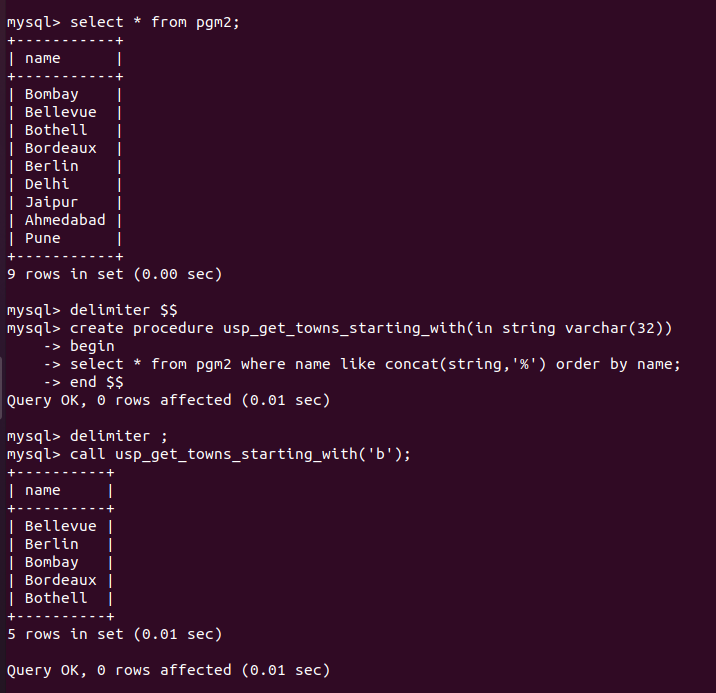 mysql> select * from pgm2;
+-----------+
| name      |
+-----------+
| Bombay    |
| Bellevue  |
| Bothell   |
| Bordeaux  |
| Berlin    |
| Delhi     |
| Jaipur    |
| Ahmedabad |
| Pune      |
+-----------+
9 rows in set (0.00 sec)

mysql> delimiter $$
mysql> create procedure usp_get_towns_starting_with(in string varchar(32))
    -> begin
    -> select * from pgm2 where name like concat(string,'%') order by name;
    -> end $$
Query OK, 0 rows affected (0.01 sec)

mysql> delimiter ;
mysql> call usp_get_towns_starting_with('b');
+----------+
| name     |
+----------+
| Bellevue |
| Berlin   |
| Bombay   |
| Bordeaux |
| Bothell  |
+----------+
5 rows in set (0.01 sec)

Query OK, 0 rows affected (0.01 sec)